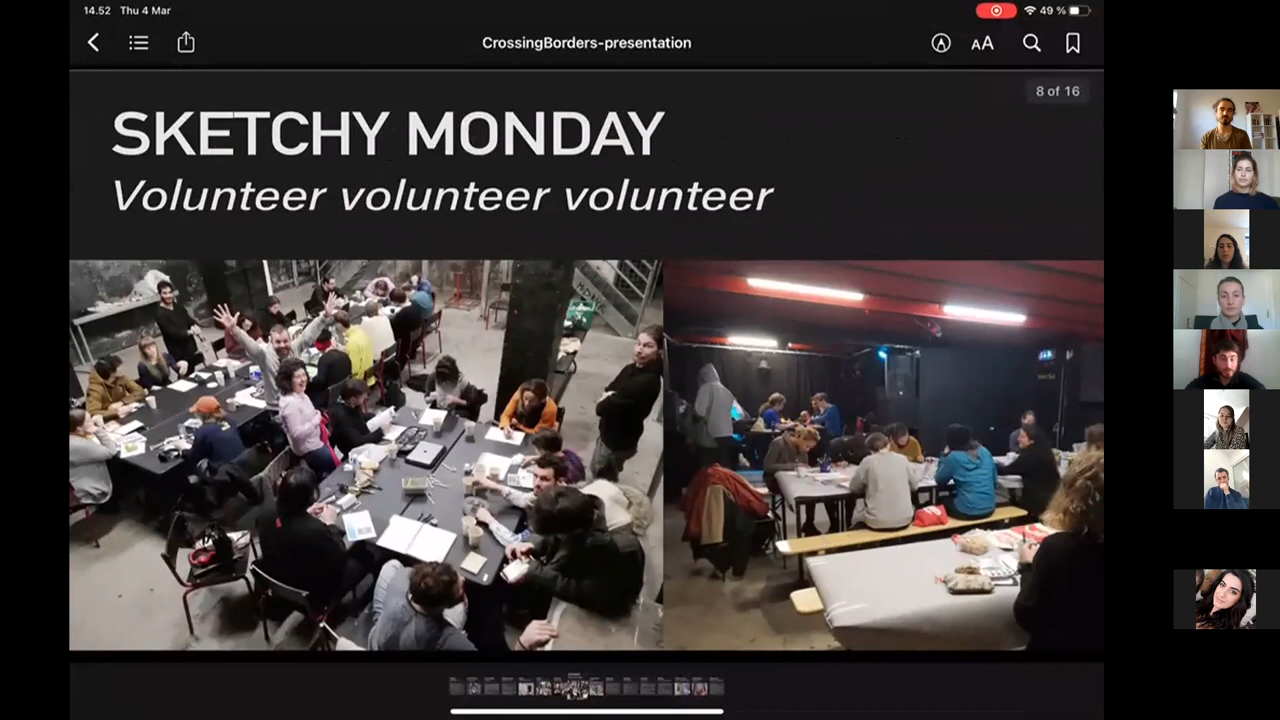 14.52 Thu 4 Mar
49 %
CrossingBorders-presentation
AA
8 of 16
SKETCHY MONDAY
Volunteer volunteer volunteer